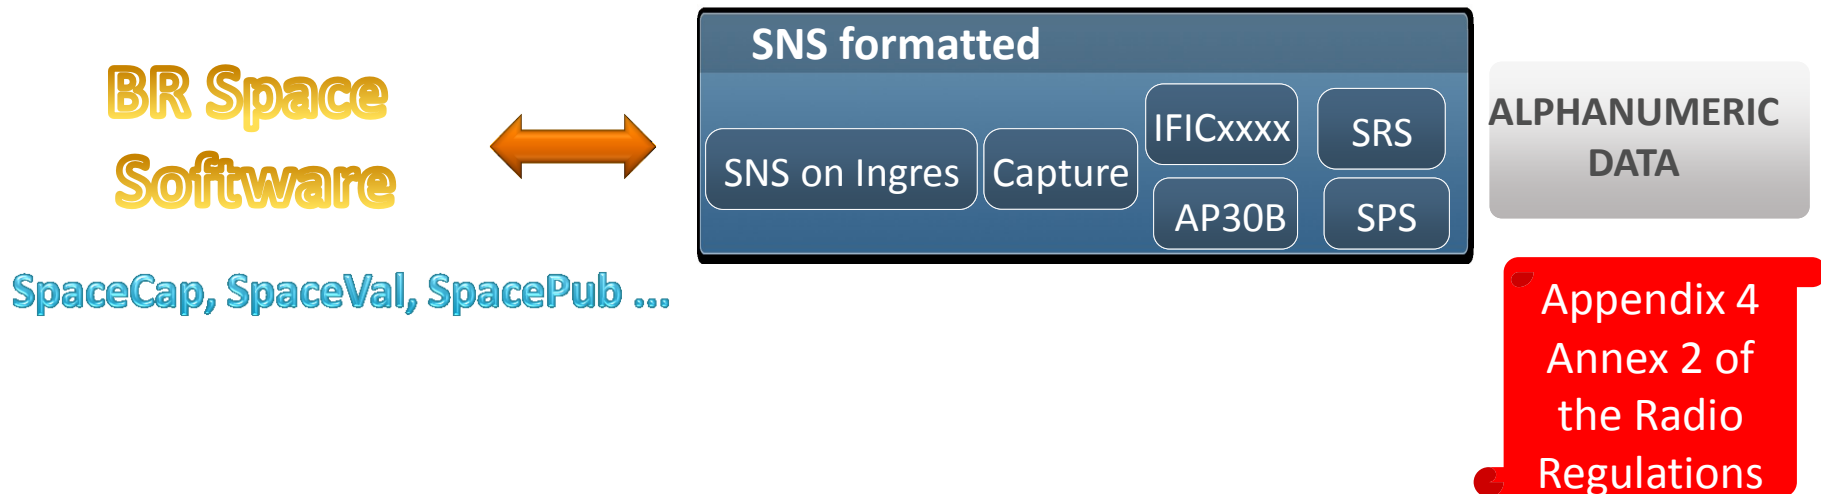 BR Space
Software
SpaceCap, SpaceVal, SpacePub ...
SNS formatted
SNS on Ingres
Capture
IFICxxxx
SRS
AP30B
SPS
ALPHANUMERIC
DATA
Appendix 4
Annex 2 of
the Radio
Regulations